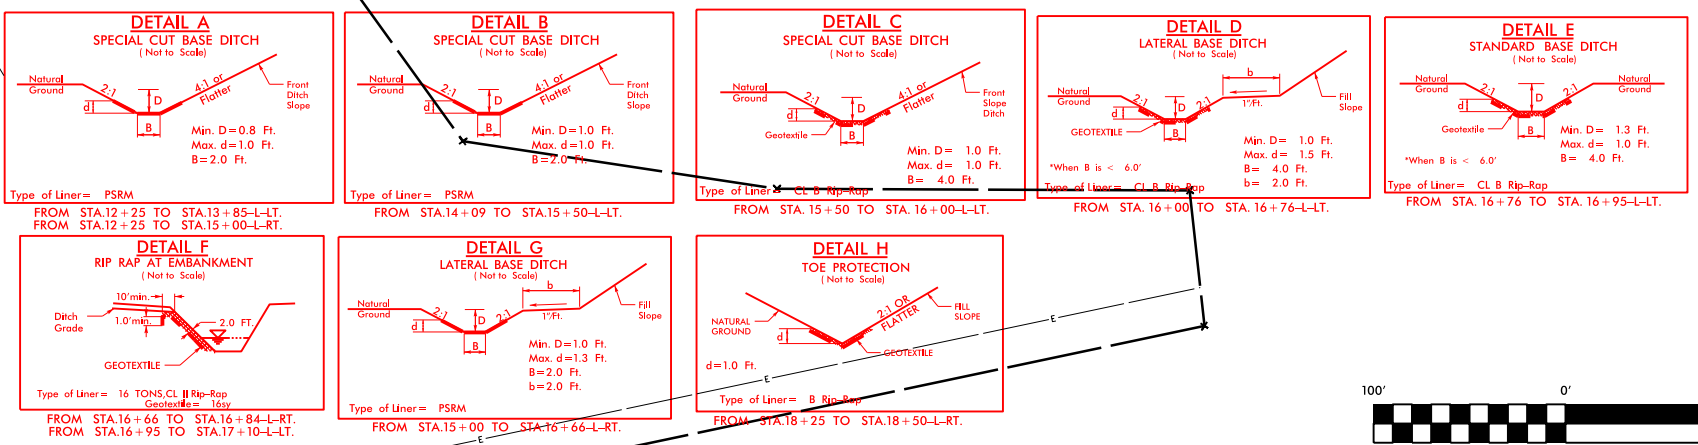 DETAIL A
SPECIAL CUT BASE DITCH
(Not to Scale)
Natural
Ground
2:1
D
d
B
4:1 or
Flatter
Front
Ditch
Slope
Min. D=0.8 Ft.
Max. d=1.0 Ft.
B=2.0 Ft.
Type of Liner= PSRM
FROM STA.12+25 TO STA.13+85-L-LT.
FROM STA.12+25 TO STA.15+00-L-RT.
DETAIL B
SPECIAL CUT BASE DITCH
(Not to Scale)
Natural
Ground
2:1
D
d
B
4:1 or
Flatter
Front
Ditch
Slope
Min. D=1.0 Ft.
Max. d=1.0 Ft.
B=2.0 Ft.
Type of Liner= PSRM
FROM STA.14+09 TO STA.15+50-L-LT.
DETAIL C
SPECIAL CUT BASE DITCH
(Not to Scale)
Natural
Ground
2:1
D
d
B
4:1 or
Flatter
Front
Slope
Ditch
Geotextile
Min. D= 1.0 Ft.
Max. d= 1.0 Ft.
B= 4.0 Ft.
Type of Liner= CL B Rip-Rap
FROM STA. 15+50 TO STA. 16+00-L-LT.
DETAIL D
LATERAL BASE DITCH
(Not to Scale)
Natural
Ground
2:1
D
d
B
2:1
b
1"/Ft.
Fill
Slope
GEOTEXTILE
Min. D= 1.0 Ft.
Max. d= 1.5 Ft.
B= 4.0 Ft.
b= 2.0 Ft.
*When B is < 6.0'
Type of Liner= CL B Rip-Rap
FROM STA. 16+00 TO STA. 16+76-L-LT.
DETAIL E
STANDARD BASE DITCH
(Not to Scale)
Natural
Ground
2:1
D
d
B
2:1
Natural
Ground
Geotextile
Min. D= 1.3 Ft.
Max. d= 1.0 Ft.
B= 4.0 Ft.
*When B is < 6.0'
Type of Liner= CL B Rip-Rap
FROM STA. 16+76 TO STA. 16+95-L-LT.
DETAIL F
RIP RAP AT EMBANKMENT
(Not to Scale)
10'min.
Ditch
Grade
1.0'min.
2.0 FT.
GEOTEXTILE
Type of Liner= 16 TONS,CL II Rip-Rap
Geotextile= 16sy
FROM STA.16+66 TO STA.16+84-L-RT.
FROM STA.16+95 TO STA.17+10-L-LT.
DETAIL G
LATERAL BASE DITCH
(Not to Scale)
Natural
Ground
2:1
D
d
B
2:1
b
1"/Ft.
Fill
Slope
Min. D=1.0 Ft.
Max. d=1.3 Ft.
B=2.0 Ft.
b=2.0 Ft.
Type of Liner= PSRM
FROM STA.15+00 TO STA.16+66-L-RT.
DETAIL H
TOE PROTECTION
(Not to Scale)
NATURAL
GROUND
d
2:1 OR
FLATTER
FILL
SLOPE
GEOTEXTILE
d=1.0 Ft.
Type of Liner= B Rip-Rap
FROM STA.18+25 TO STA.18+50-L-RT.
E
E
E
100'
0'